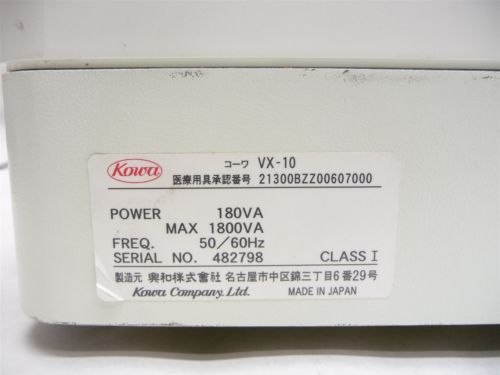 Kowa
コーワ VX-10
医療用具承認番号 21300BZZ00607000
POWER 180VA
MAX 1800VA
FREQ. 50/60Hz
SERIAL NO. 482798 CLASS I
製造元 興和株式會社 名古屋市中区錦三丁目6番29号
Kowa Company, Ltd. MADE IN JAPAN